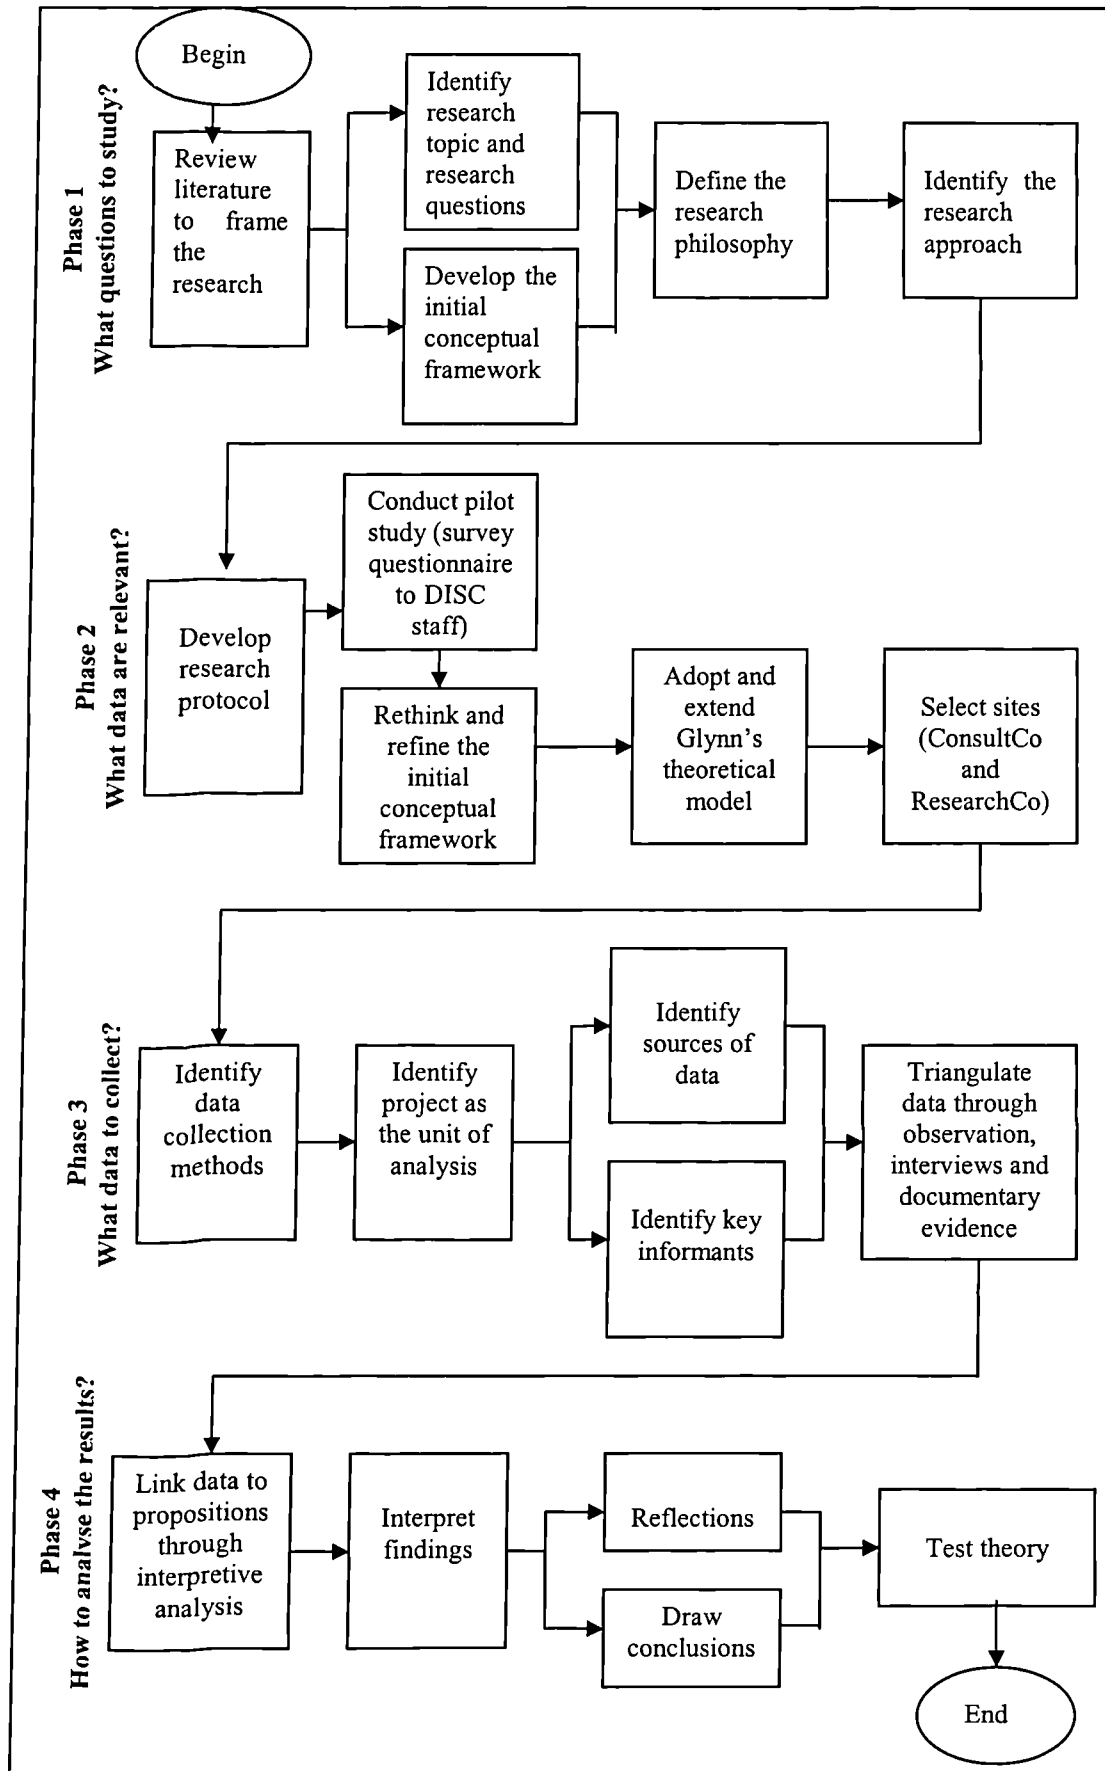 Begin
Phase 1
What questions to study?
Review
literature
to frame
the
research
Identify
research
topic and
research
questions
Develop the
initial
conceptual
framework
Define the
research
philosophy
Identify the
research
approach
Phase 2
What data are relevant?
Develop
research
protocol
Conduct pilot
study (survey
questionnaire
to DISC
staff)
Rethink and
refine the
initial
conceptual
framework
Adopt and
extend
Glynn's
theoretical
model
Select sites
(ConsultCo
and
ResearchCo)
Phase 3
What data to collect?
Identify
data
collection
methods
Identify
project as
the unit of
analysis
Identify
sources of
data
Identify key
informants
Triangulate
data through
observation,
interviews and
documentary
evidence
Phase 4
How to analyse the results?
Link data to
propositions
through
interpretive
analysis
Interpret
findings
Reflections
Draw
conclusions
Test theory
End